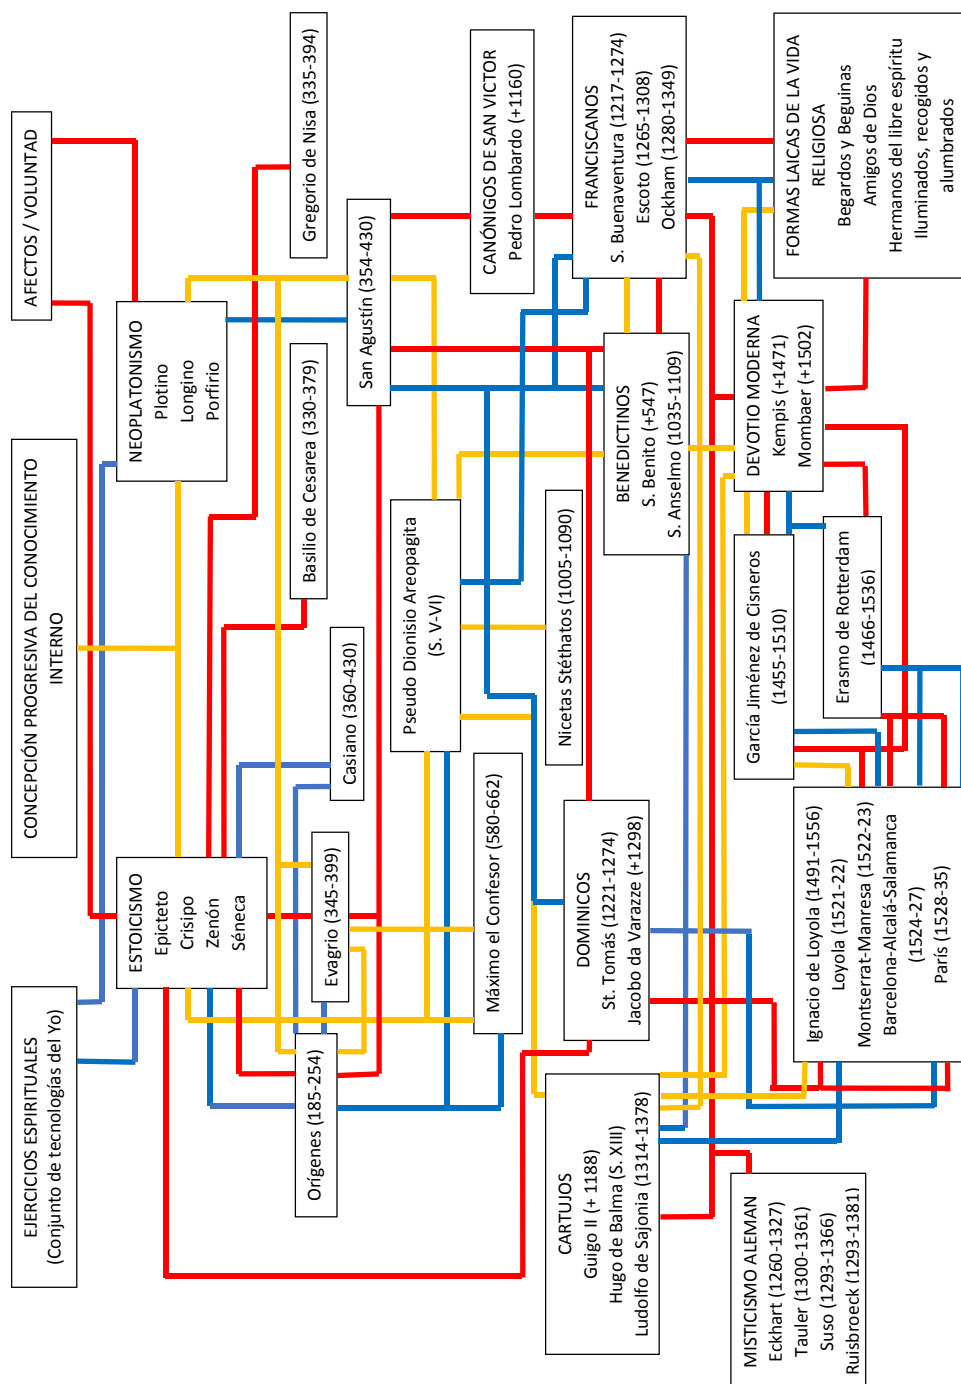 EJERCICIOS ESPIRITUALES
(Conjunto de tecnologías del Yo)
CONCEPCIÓN PROGRESIVA DEL CONOCIMIENTO
INTERNO
AFECTOS / VOLUNTAD
ESTOICISMO
Epicteto
Crisipo
Zenón
Séneca
NEOPLATONISMO
Plotino
Longino
Porfirio
Orígenes (185-254)
Evagrio (345-399)
Casiano (360-430)
Basilio de Cesarea (330-379)
San Agustín (354-430)
Gregorio de Nisa (335-394)
Máximo el Confesor (580-662)
Pseudo Dionisio Areopagita
(S. V-VI)
Nicetas Stéthatos (1005-1090)
CANÓNIGOS DE SAN VICTOR
Pedro Lombardo (+1160)
CARTUJOS
Guigo II (+ 1188)
Hugo de Balma (S. XIII)
Ludolfo de Sajonia (1314-1378)
DOMINICOS
St. Tomás (1221-1274)
Jacobo da Varazze (+1298)
BENEDICTINOS
S. Benito (+547)
S. Anselmo (1035-1109)
FRANCISCANOS
S. Buenaventura (1217-1274)
Escoto (1265-1308)
Ockham (1280-1349)
MISTICISMO ALEMAN
Eckhart (1260-1327)
Tauler (1300-1361)
Suso (1293-1366)
Ruisbroeck (1293-1381)
Ignacio de Loyola (1491-1556)
Loyola (1521-22)
Montserrat-Manresa (1522-23)
Barcelona-Alcalá-Salamanca
(1524-27)
París (1528-35)
García Jiménez de Cisneros
(1455-1510)
Erasmo de Rotterdam
(1466-1536)
DEVOTIO MODERNA
Kempis (+1471)
Mombaer (+1502)
FORMAS LAICAS DE LA VIDA
RELIGIOSA
Begardos y Beguinas
Amigos de Dios
Hermanos del libre espíritu
Iluminados, recogidos y
alumbrados